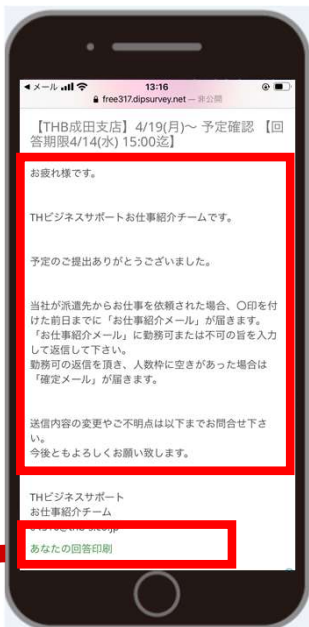 メール
13:16
free317.dipsurvey.net — 非公開
【THB成田支店】4/19(月)～ 予定確認 【回
答期限4/14(水) 15:00迄】
お疲れ様です。
THビジネスサポートお仕事紹介チームです。
予定のご提出ありがとうございました。
当社が派遣先からお仕事を依頼された場合、〇印を付
けた前日までに「お仕事紹介メール」が届きます。
「お仕事紹介メール」に勤務可または不可の旨を入力
して返信して下さい。
勤務可の返信を頂き、人数枠に空きがあった場合は
「確定メール」が届きます。
送信内容の変更やご不明点は以下までお問合せ下さ
い。
今後ともよろしくお願い致します。
THビジネスサポート
お仕事紹介チーム
あなたの回答印刷